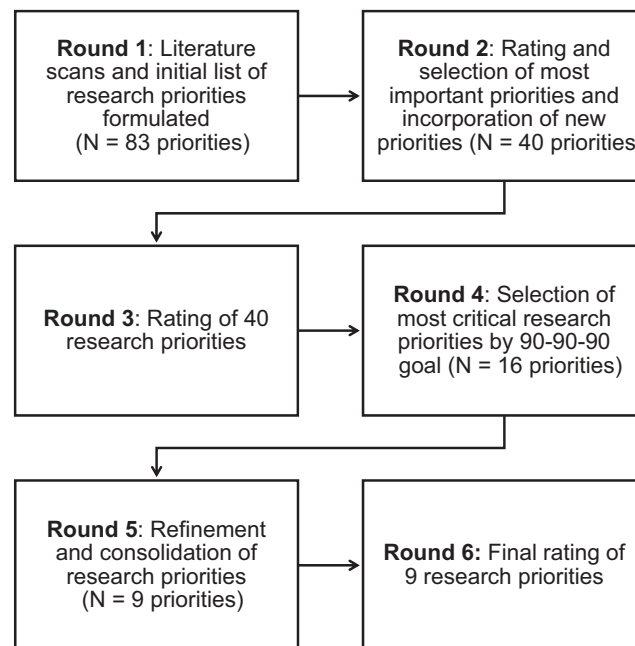 Round 1: Literature
scans and initial list of
research priorities
formulated
(N = 83 priorities)
Round 2: Rating and
selection of most
important priorities and
incorporation of new
priorities (N = 40 priorities
Round 3: Rating of 40
research priorities
Round 4: Selection of
most critical research
priorities by 90-90-90
goal (N = 16 priorities)
Round 5: Refinement
and consolidation of
research priorities
(N = 9 priorities)
Round 6: Final rating of
9 research priorities